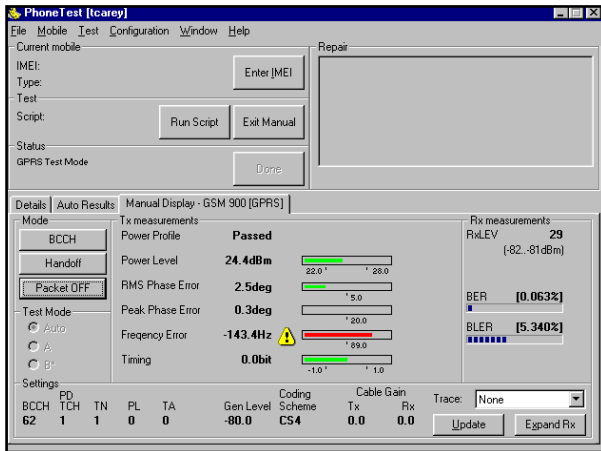 PhoneTest [tcarey]
File Mobile Test Configuration Window Help
Current mobile
IMEI:
Type:
Enter IMEI
Repair
Test
Script:
Run Script
Exit Manual
Status
GPRS Test Mode
Done
Details
Auto Results
Manual Display - GSM 900 [GPRS]
Mode
BCCH
Handoff
Packet OFF
Test Mode
Auto
A
B*
Tx measurements
Power Profile Passed
Power Level 24.4dBm
22.0 ' ' 28.0
RMS Phase Error 2.5deg
' 5.0
Peak Phase Error 0.3deg
' 20.0
Freqency Error -143.4Hz
' 89.0
Timing 0.0bit
-1.0 ' ' 1.0
Rx measurements
RxLEV 29
(-82..-81dBm)
BER [0.063%]
BLER [5.340%]
Settings
BCCH PD TCH TN PL TA Gen Level Coding Scheme Cable Gain Tx Rx
62 1 1 0 0 -80.0 CS4 0.0 0.0
Trace: None
Update
Expand Rx